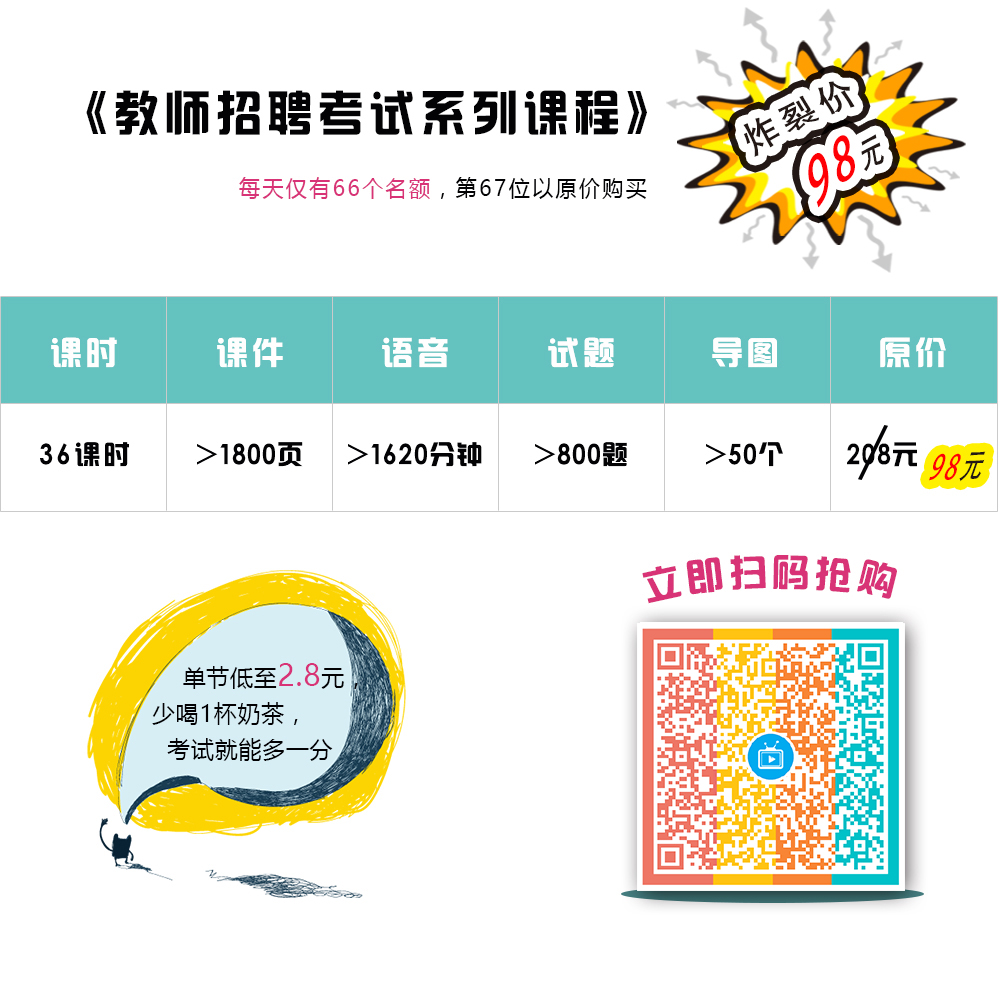 《教师招聘考试系列课程》
炸裂价
98元
每天仅有66个名额，第67位以原价购买
课时 课件 语音 试题 导图 原价
36课时 >1800页 >1620分钟 >800题 >50个 208元 98元
立即扫码抢购
单节低至2.8元
少喝1杯奶茶，
考试就能多一分